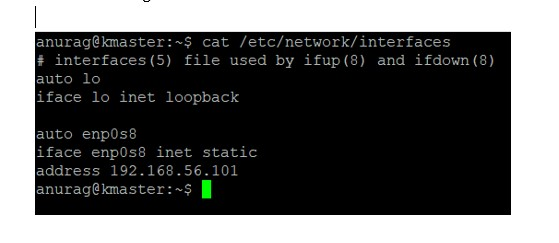 anurag@kmaster:~$ cat /etc/network/interfaces
# interfaces(5) file used by ifup(8) and ifdown(8)
auto lo
iface lo inet loopback

auto enp0s8
iface enp0s8 inet static
address 192.168.56.101
anurag@kmaster:~$